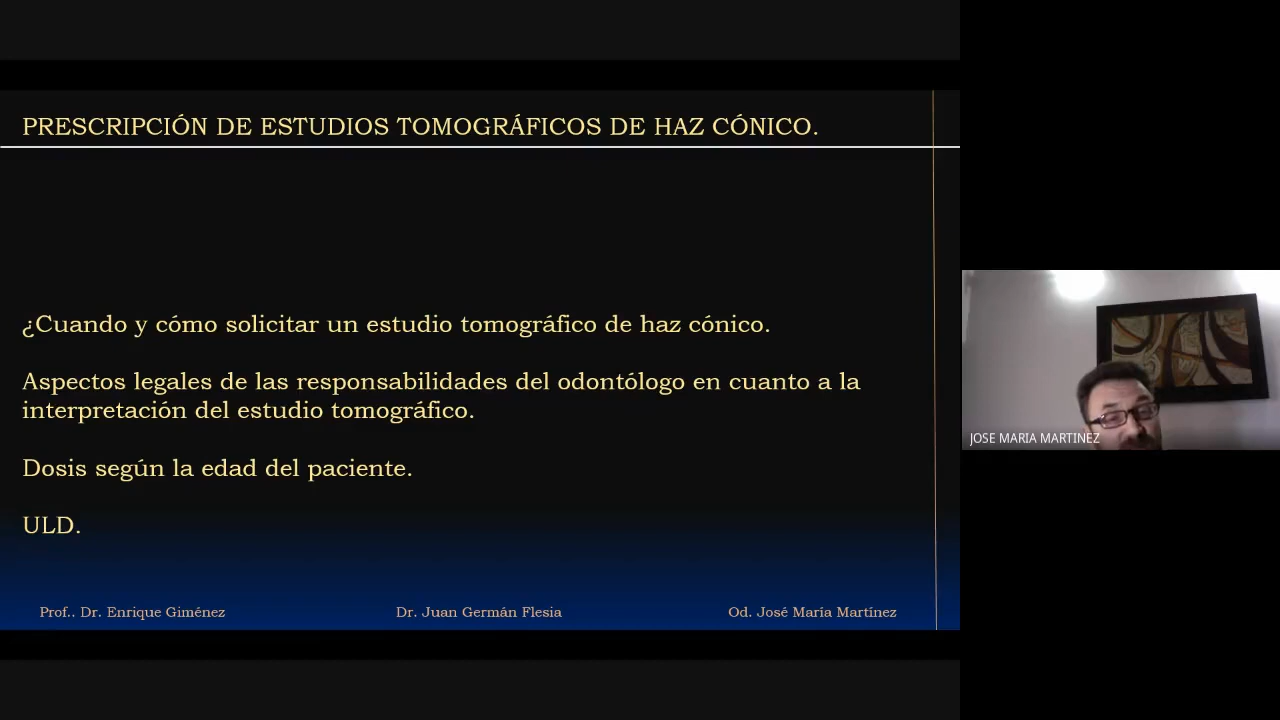 PRESCRIPCIÓN DE ESTUDIOS TOMOGRÁFICOS DE HAZ CÓNICO.
¿Cuando y cómo solicitar un estudio tomográfico de haz cónico.
Aspectos legales de las responsabilidades del odontólogo en cuanto a la
interpretación del estudio tomográfico.
Dosis según la edad del paciente.
ULD.
Prof.. Dr. Enrique Giménez
Dr. Juan Germán Flesia
Od. José María Martínez
JOSE MARIA MARTINEZ